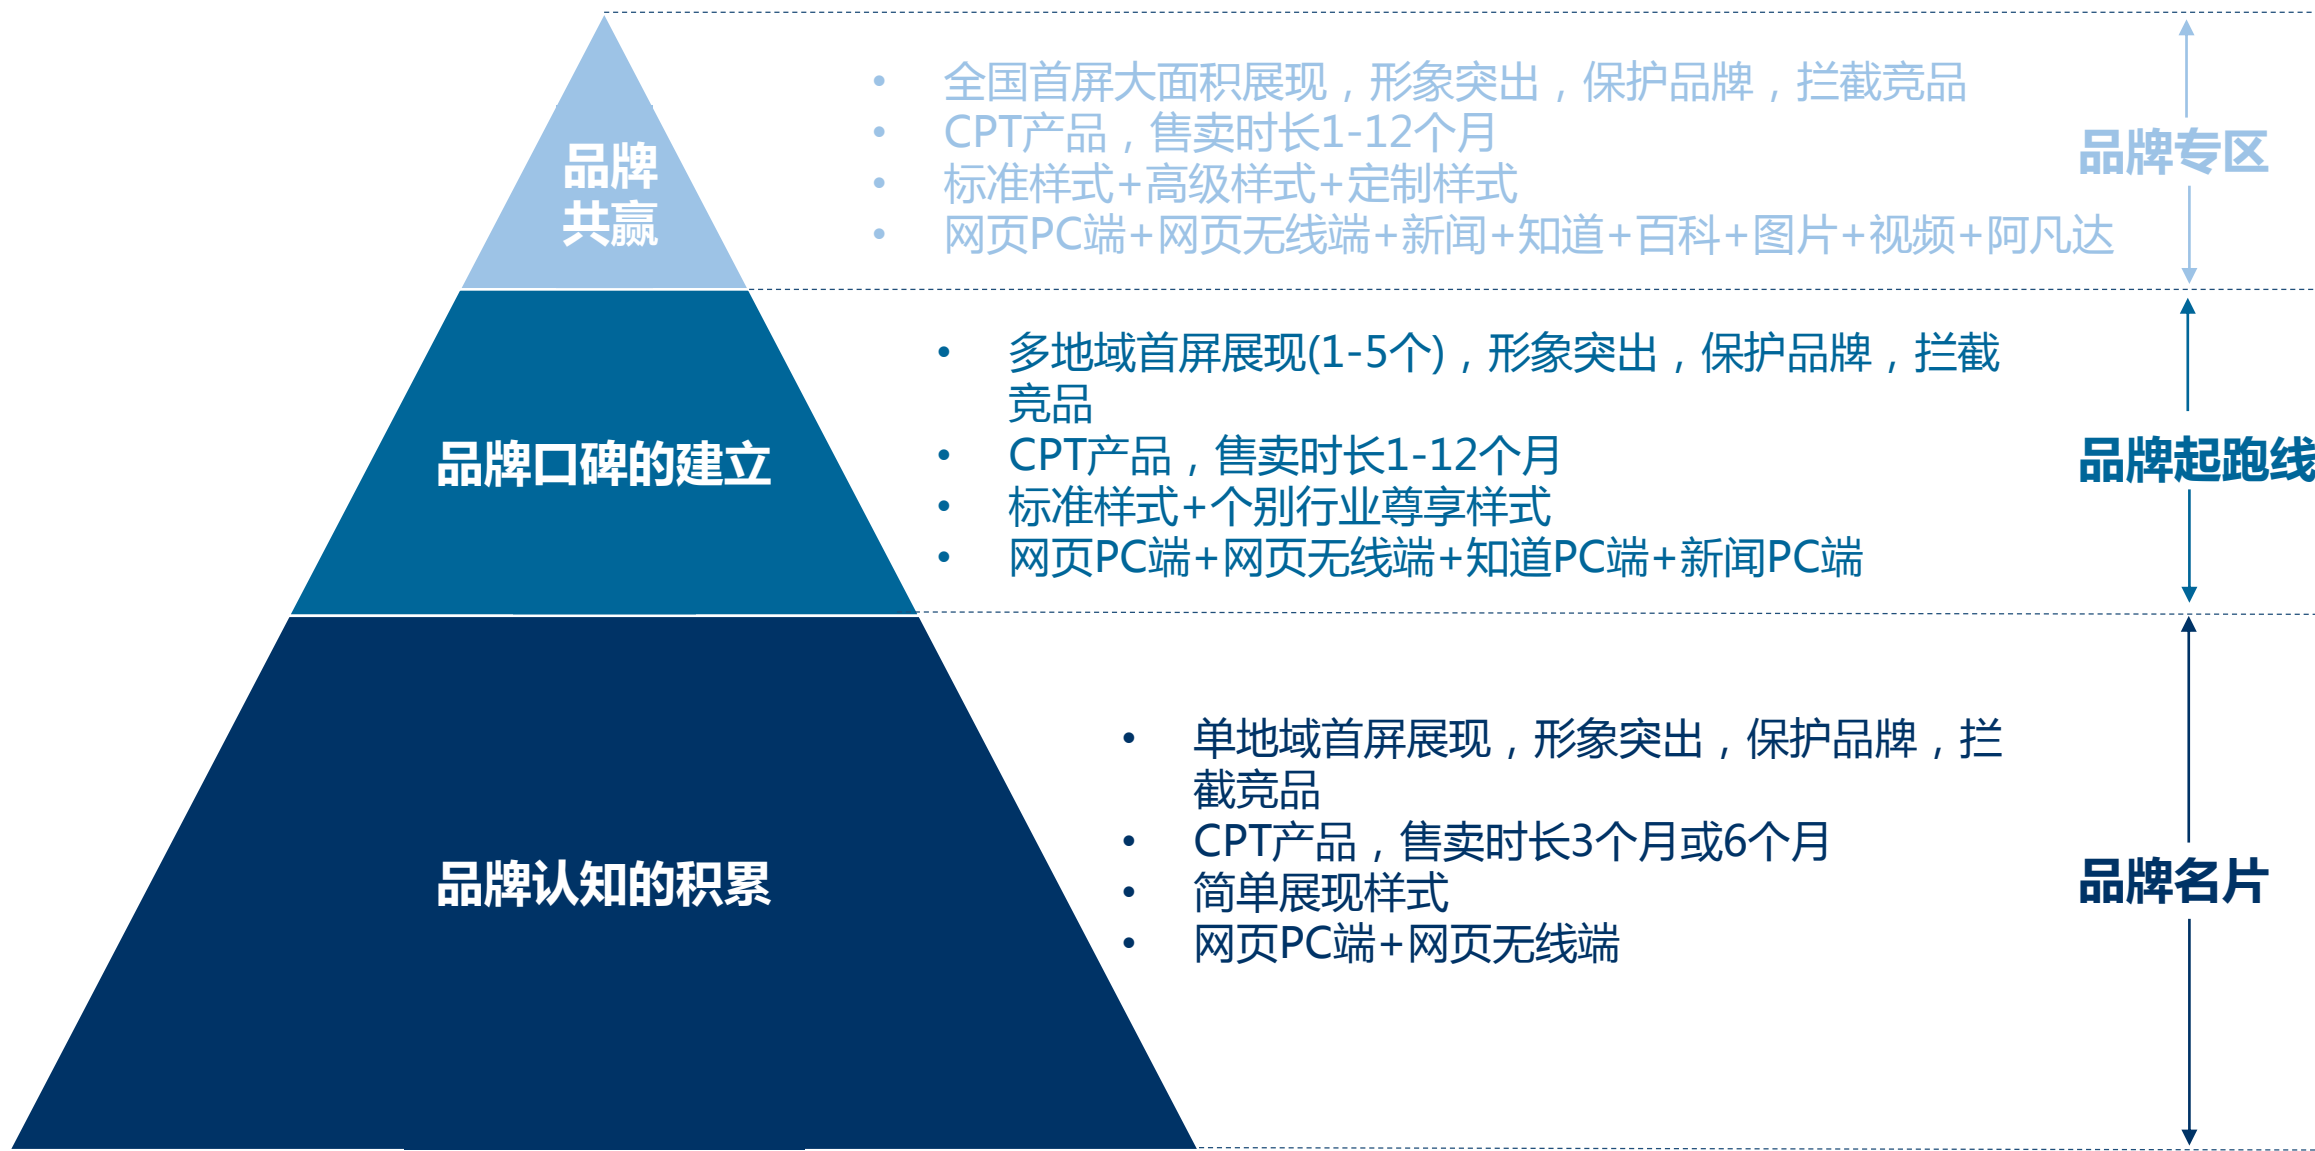 品牌
共赢
• 全国首屏大面积展现，形象突出，保护品牌，拦截竞品
• CPT产品，售卖时长1-12个月
• 标准样式+高级样式+定制样式
• 网页PC端+网页无线端+新闻+知道+百科+图片+视频+阿凡达
品牌专区
品牌口碑的建立
• 多地域首屏展现(1-5个)，形象突出，保护品牌，拦截
竞品
• CPT产品，售卖时长1-12个月
• 标准样式+个别行业尊享样式
• 网页PC端+网页无线端+知道PC端+新闻PC端
品牌起跑线
品牌认知的积累
• 单地域首屏展现，形象突出，保护品牌，拦
截竞品
• CPT产品，售卖时长3个月或6个月
• 简单展现样式
• 网页PC端+网页无线端
品牌名片